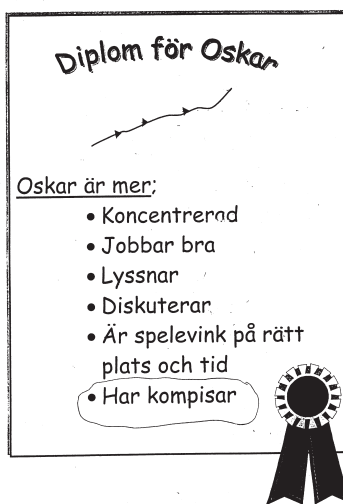 Diplom för Oskar
Oskar är mer;
• Koncentrerad
• Jobbar bra
• Lyssnar
• Diskuterar
• Är spelevink på rätt
plats och tid
• Har kompisar